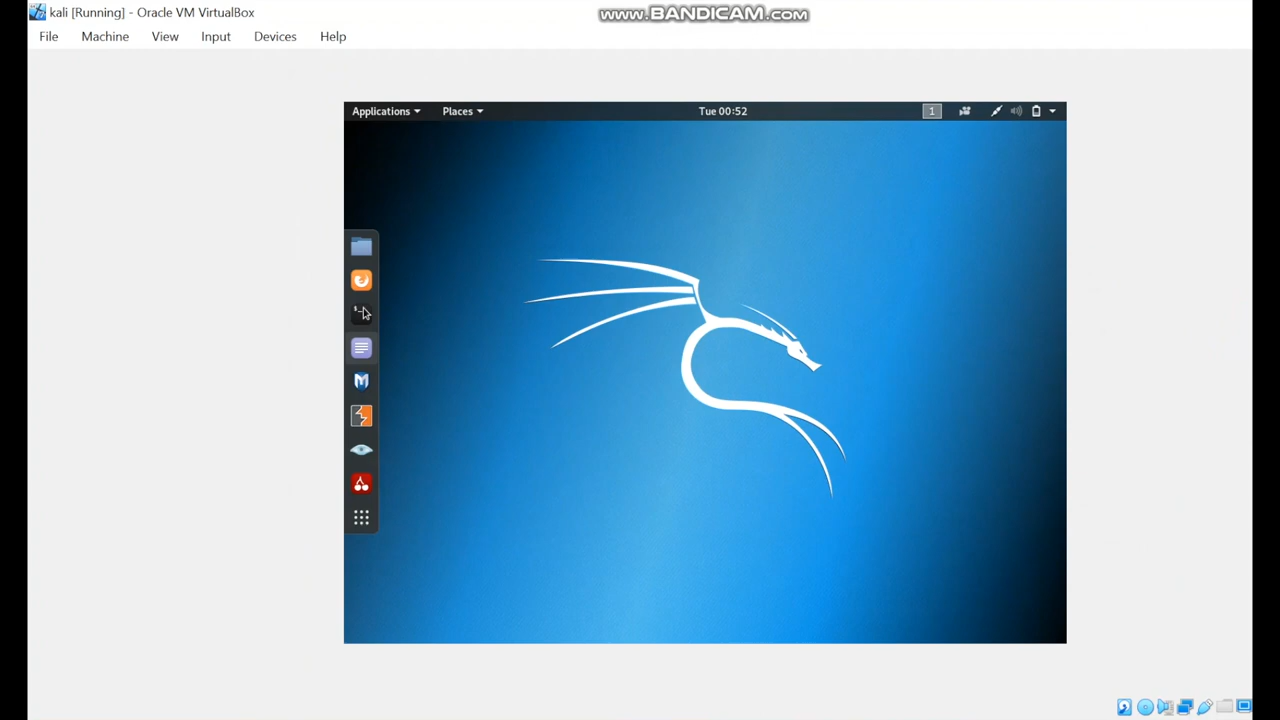 kali [Running] - Oracle VM VirtualBox
WWW.BANDICAM.COM
File Machine View Input Devices Help
Applications Places Tue 00:52 1